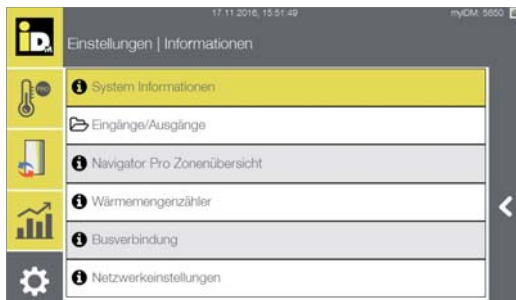 17.11.2016, 15:51:49
myIDM: 5650
iD
Einstellungen | Informationen
PRO
System Informationen
Eingänge/Ausgänge
Navigator Pro Zonenübersicht
Wärmemengenzähler
Busverbindung
Netzwerkeinstellungen